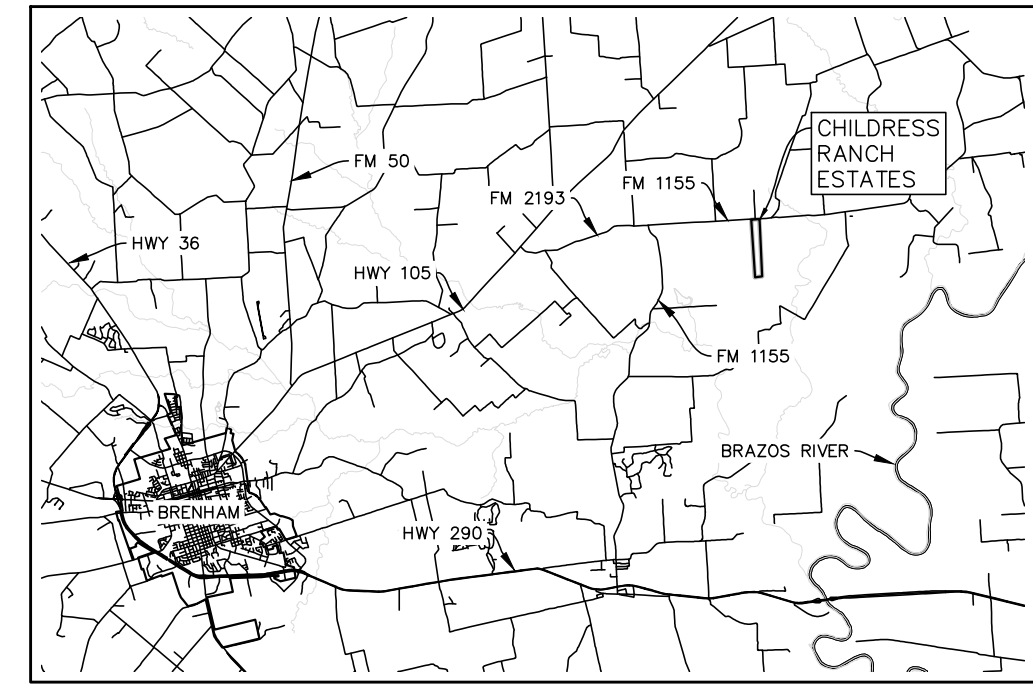 CHILDRESS
RANCH
ESTATES
FM 50
FM 2193
FM 1155
HWY 36
HWY 105
FM 1155
BRAZOS RIVER
BRENHAM
HWY 290